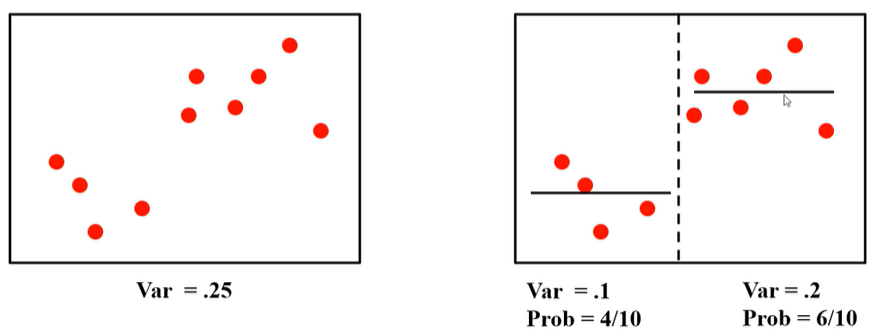 Var = .25
Var = .1
Prob = 4/10
Var = .2
Prob = 6/10